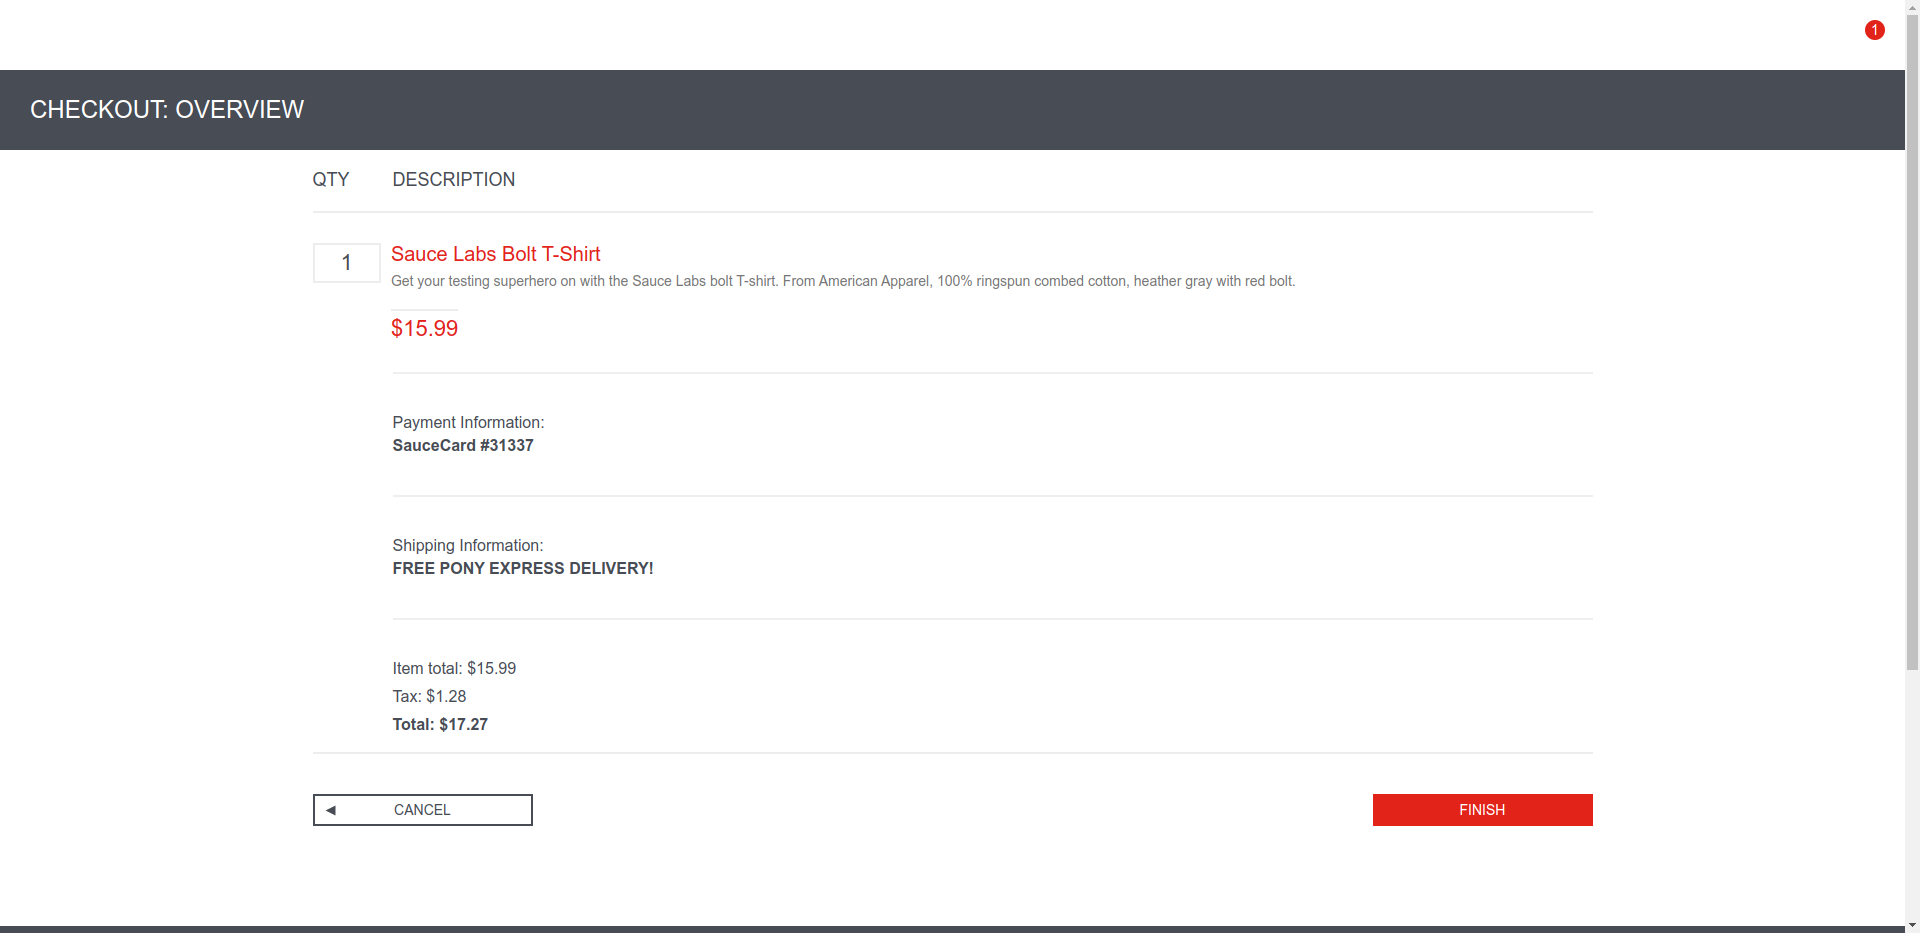 1
CHECKOUT: OVERVIEW
QTY DESCRIPTION
1 Sauce Labs Bolt T-Shirt
Get your testing superhero on with the Sauce Labs bolt T-shirt. From American Apparel, 100% ringspun combed cotton, heather gray with red bolt.
$15.99
Payment Information:
SauceCard #31337
Shipping Information:
FREE PONY EXPRESS DELIVERY!
Item total: $15.99
Tax: $1.28
Total: $17.27
CANCEL FINISH